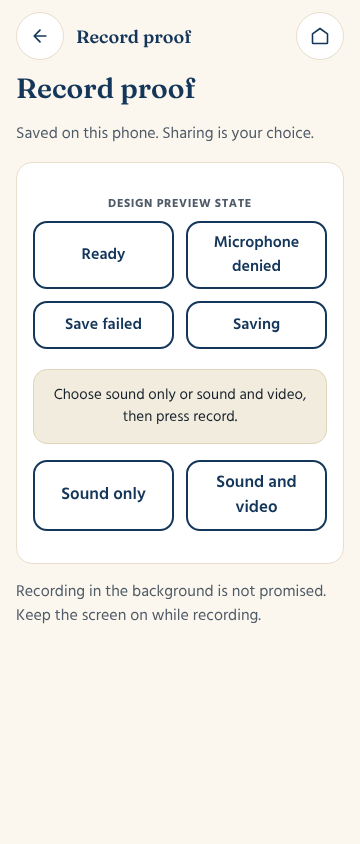 Record proof
Record proof
Saved on this phone. Sharing is your choice.
DESIGN PREVIEW STATE
Ready
Microphone
denied
Save failed
Saving
Choose sound only or sound and video,
then press record.
Sound only
Sound and
video
Recording in the background is not promised.
Keep the screen on while recording.